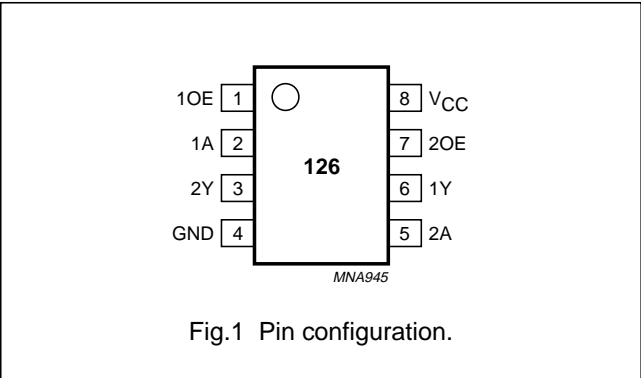 1OE 1 8 VCC
1A 2 7 2OE
126
2Y 3 6 1Y
GND 4 5 2A
MNA945
Fig.1 Pin configuration.